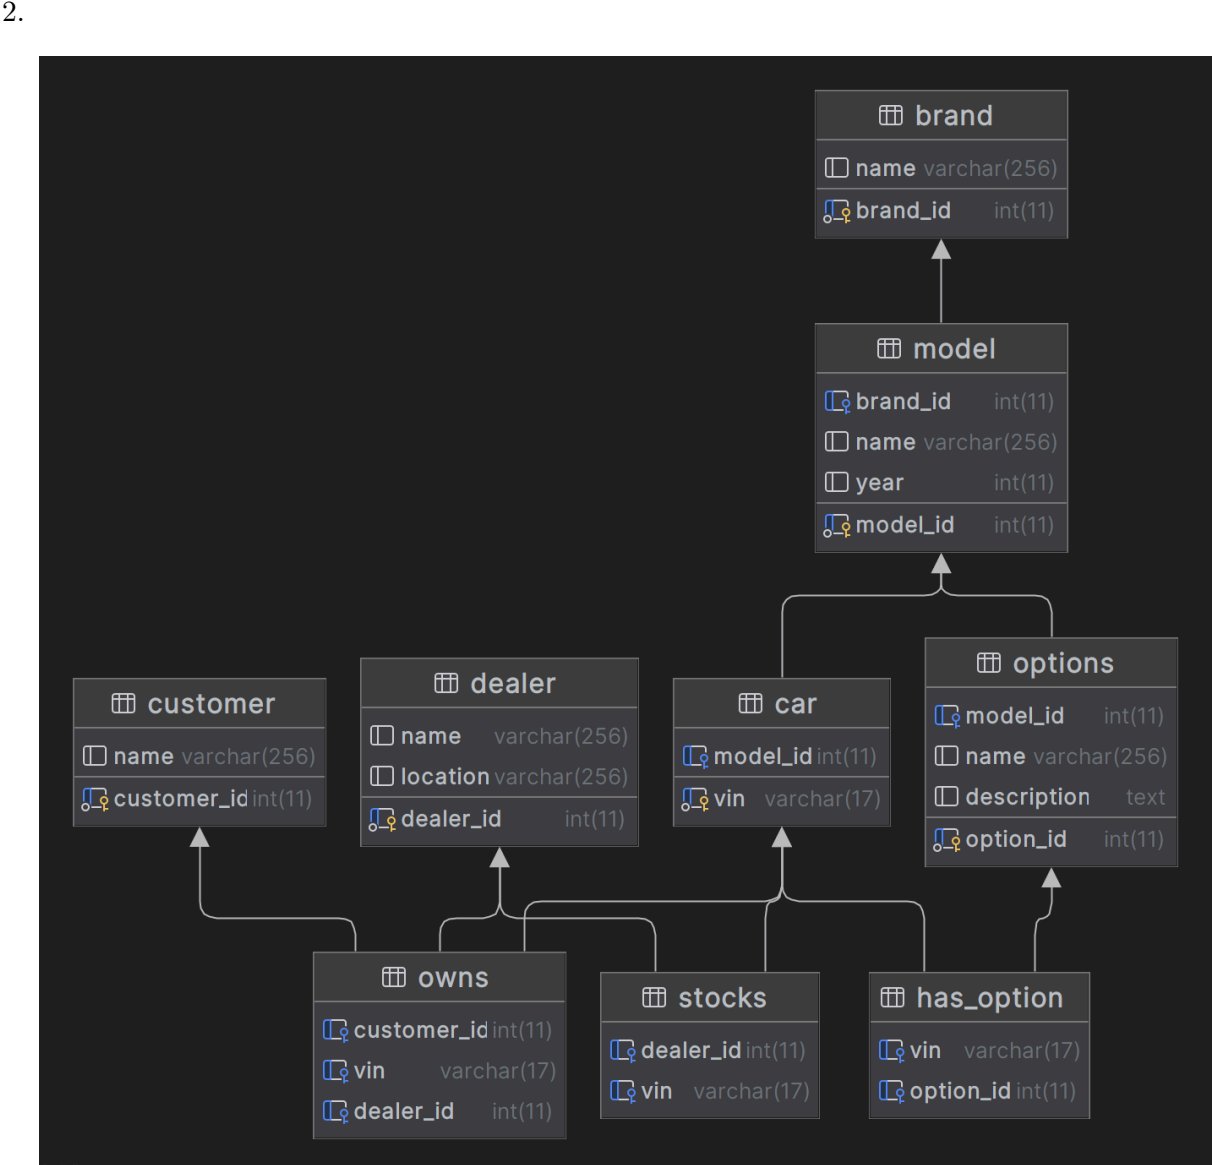 2.
brand
name varchar(256)
brand_id int(11)
model
brand_id int(11)
name varchar(256)
year int(11)
model_id int(11)
customer
name varchar(256)
customer_id int(11)
dealer
name varchar(256)
location varchar(256)
dealer_id int(11)
car
model_id int(11)
vin varchar(17)
options
model_id int(11)
name varchar(256)
description text
option_id int(11)
owns
customer_id int(11)
vin varchar(17)
dealer_id int(11)
stocks
dealer_id int(11)
vin varchar(17)
has_option
vin varchar(17)
option_id int(11)